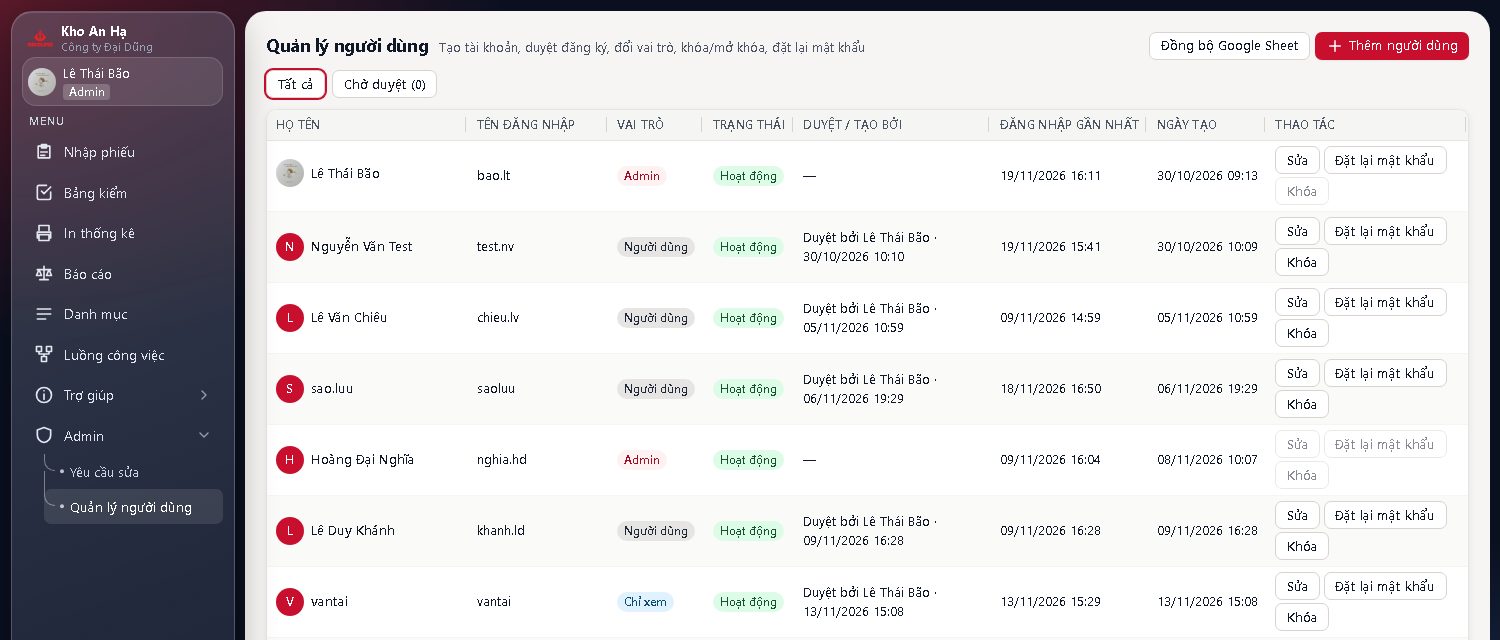 Kho An Hạ
Công ty Đại Dũng
Lê Thái Bão
Admin
MENU
Nhập phiếu
Bảng kiểm
In thống kê
Báo cáo
Danh mục
Luồng công việc
Trợ giúp
Admin
• Yêu cầu sửa
• Quản lý người dùng
Quản lý người dùng Tạo tài khoản, duyệt đăng ký, đổi vai trò, khóa/mở khóa, đặt lại mật khẩu
Đồng bộ Google Sheet + Thêm người dùng
Tất cả Chờ duyệt (0)
HỌ TÊN TÊN ĐĂNG NHẬP VAI TRÒ TRẠNG THÁI DUYỆT / TẠO BỞI ĐĂNG NHẬP GẦN NHẤT NGÀY TẠO THAO TÁC
Lê Thái Bão bao.lt Admin Hoạt động — 19/11/2026 16:11 30/10/2026 09:13 Sửa Đặt lại mật khẩu
Khóa
N Nguyễn Văn Test test.nv Người dùng Hoạt động Duyệt bởi Lê Thái Bão · 19/11/2026 15:41 30/10/2026 10:09 Sửa Đặt lại mật khẩu
30/10/2026 10:10 Khóa
L Lê Văn Chiêu chieu.lv Người dùng Hoạt động Duyệt bởi Lê Thái Bão · 09/11/2026 14:59 05/11/2026 10:59 Sửa Đặt lại mật khẩu
05/11/2026 10:59 Khóa
S sao.luu saoluu Người dùng Hoạt động Duyệt bởi Lê Thái Bão · 18/11/2026 16:50 06/11/2026 19:29 Sửa Đặt lại mật khẩu
06/11/2026 19:29 Khóa
H Hoàng Đại Nghĩa nghia.hd Admin Hoạt động — 09/11/2026 16:04 08/11/2026 10:07 Sửa Đặt lại mật khẩu
Khóa
L Lê Duy Khánh khanh.ld Người dùng Hoạt động Duyệt bởi Lê Thái Bão · 09/11/2026 16:28 09/11/2026 16:28 Sửa Đặt lại mật khẩu
09/11/2026 16:28 Khóa
V vantai vantai Chỉ xem Hoạt động Duyệt bởi Lê Thái Bão · 13/11/2026 15:29 13/11/2026 15:08 Sửa Đặt lại mật khẩu
13/11/2026 15:08 Khóa